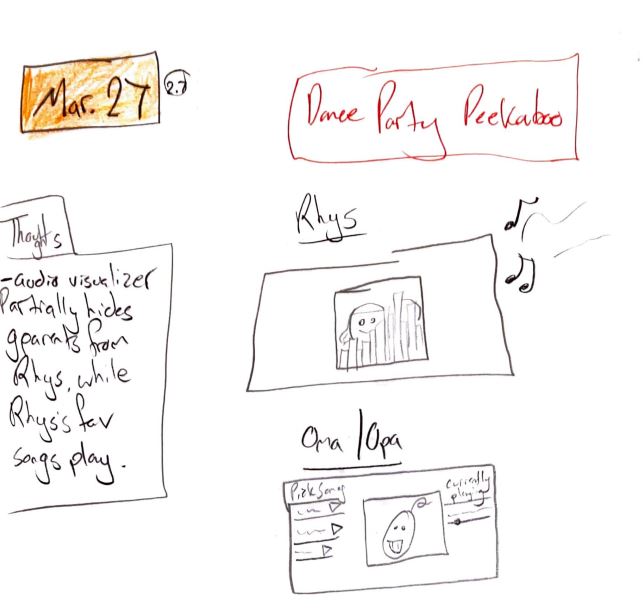 Mar. 27
2.7
Dance Party Peekaboo
Rhys
Thoughts
-audio visualizer
Partially hides
gparents from
Rhys, while
Rhys's fav
songs play.
Oma/Opa
Pick Song
currently
playing